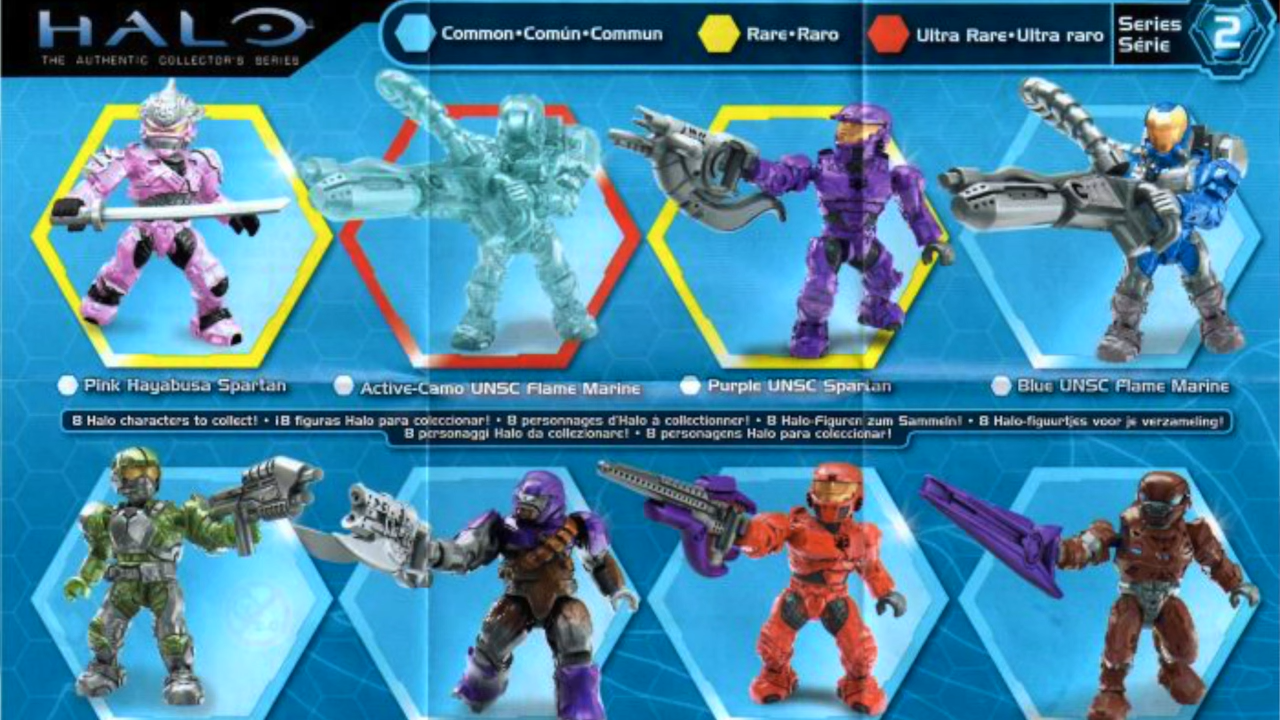 HALO
THE AUTHENTIC COLLECTOR'S SERIES
Common•Común•Commun
Rare•Raro
Ultra Rare•Ultra raro
Series
Série
2
Pink Hayabusa Spartan
Active-Camo UNSC Flame Marine
Purple UNSC Spartan
Blue UNSC Flame Marine
8 Halo characters to collect! • ¡8 figuras Halo para coleccionar! • 8 personnages d'Halo à collectionner! • 8 Halo-Figuren zum Sammeln! • 8 Halo-figuurtjes voor je verzameling!
8 personaggi Halo da collezionare! • 8 personagens Halo para coleccionar!